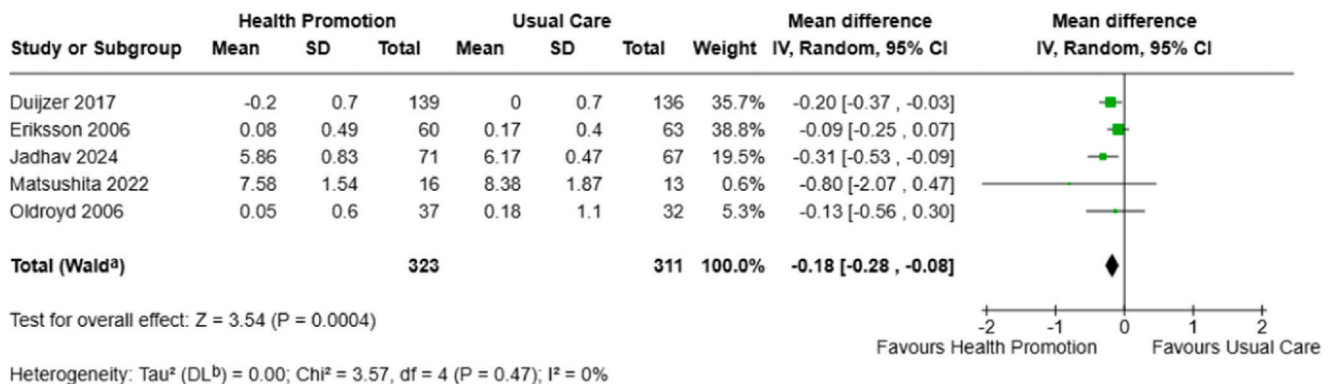 Health Promotion Usual Care Mean difference Mean difference
Study or Subgroup Mean SD Total Mean SD Total Weight IV, Random, 95% CI IV, Random, 95% CI
Duijzer 2017 -0.2 0.7 139 0 0.7 136 35.7% -0.20 [-0.37 , -0.03]
Eriksson 2006 0.08 0.49 60 0.17 0.4 63 38.8% -0.09 [-0.25 , 0.07]
Jadhav 2024 5.86 0.83 71 6.17 0.47 67 19.5% -0.31 [-0.53 , -0.09]
Matsushita 2022 7.58 1.54 16 8.38 1.87 13 0.6% -0.80 [-2.07 , 0.47]
Oldroyd 2006 0.05 0.6 37 0.18 1.1 32 5.3% -0.13 [-0.56 , 0.30]
Total (Waldᵃ) 323 311 100.0% -0.18 [-0.28 , -0.08]
Test for overall effect: Z = 3.54 (P = 0.0004)
-2 -1 0 1 2
Favours Health Promotion Favours Usual Care
Heterogeneity: Tau² (DLᵇ) = 0.00; Chi² = 3.57, df = 4 (P = 0.47); I² = 0%